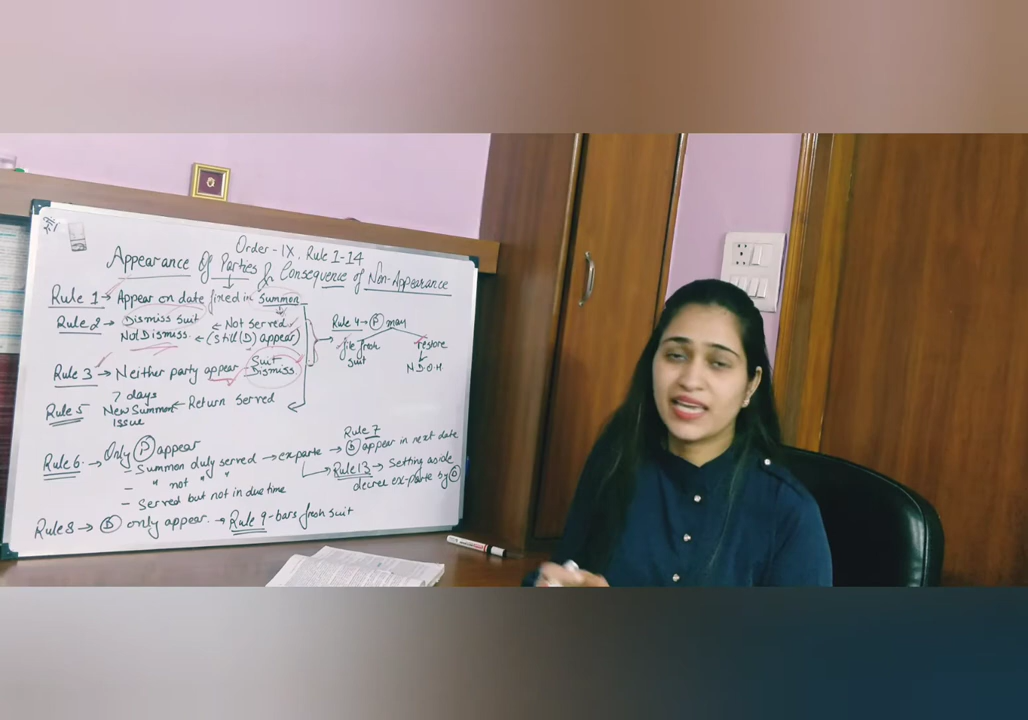 Order - IX. Rule 1-14
Appearance Of Parties & Consequence of Non-Appearance
Rule 1 → Appear on date fixed in Summon
Rule 2 → Dismiss suit ← Not served
Not Dismiss ← (still (D) appear)
Rule 4 → (P) may
file fresh suit
restore
N.D.O.H
Rule 3 → Neither party appear - Suit Dismiss
Rule 5 7 days New Summon Issue ← Return Served
Rule 6 → Only (P) appear
- Summon duly served → exparte → (D) appear in next date
Rule 7
- " not " "
Rule 13 → Setting aside
decree ex-parte by (D)
- Served but not in due time
Rule 8 → (D) only appear. → Rule 9 - bars fresh suit